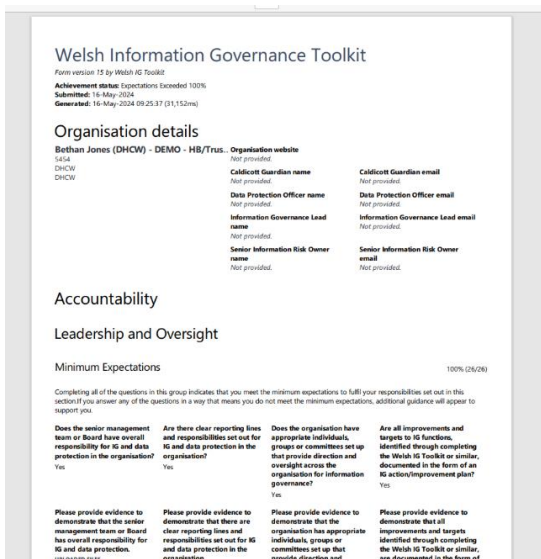 Welsh Information Governance Toolkit
Form version 15 by Welsh IG Toolkit
Achievement status: Expectations Exceeded 100%
Submitted: 16-May-2024
Generated: 16-May-2024 09:25:37 (31,152ms)
Organisation details
Bethan Jones (DHCW) - DEMO - HB/Trus..
5454
DHCW
DHCW
Organisation website
Not provided.
Caldicott Guardian name
Not provided.
Caldicott Guardian email
Not provided.
Data Protection Officer name
Not provided.
Data Protection Officer email
Not provided.
Information Governance Lead
name
Not provided.
Information Governance Lead email
Not provided.
Senior Information Risk Owner
name
Not provided.
Senior Information Risk Owner
email
Not provided.
Accountability
Leadership and Oversight
Minimum Expectations
100% (26/26)
Completing all of the questions in this group indicates that you meet the minimum expectations to fulfil your responsibilities set out in this
section.If you answer any of the questions in a way that means you do not meet the minimum expectations, additional guidance will appear to
support you.
Does the senior management
team or Board have overall
responsibility for IG and data
protection in the organisation?
Yes
Are there clear reporting lines
and responsibilities set out for
IG and data protection in the
organisation?
Yes
Does the organisation have
appropriate individuals,
groups or committees set up
that provide direction and
oversight across the
organisation for information
governance?
Yes
Are all improvements and
targets to IG functions,
identified through completing
the Welsh IG Toolkit or similar,
documented in the form of an
IG action/improvement plan?
Yes
Please provide evidence to
demonstrate that the senior
management team or Board
has overall responsibility for
IG and data protection.
Please provide evidence to
demonstrate that there are
clear reporting lines and
responsibilities set out for IG
and data protection in the
organisation.
Please provide evidence to
demonstrate that the
organisation has appropriate
individuals, groups or
committees set up that
provide direction and
Please provide evidence to
demonstrate that all
improvements and targets
identified through completing
the Welsh IG Toolkit or similar,
are documented in the form of